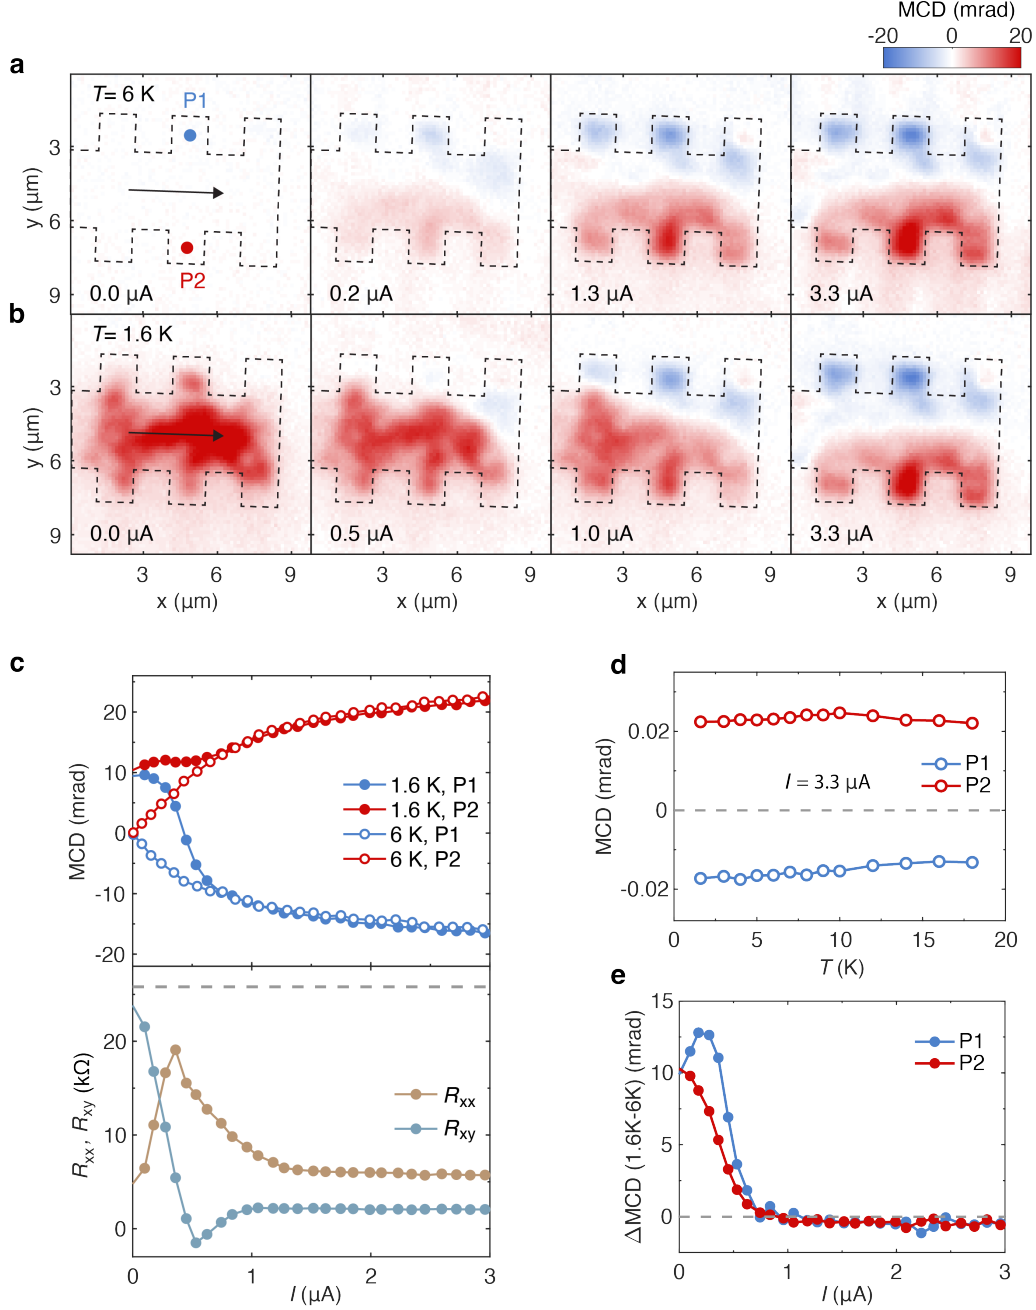 MCD (mrad)
-20 0 20
a
T= 6 K
P1
P2
0.0 µA
0.2 µA
1.3 µA
3.3 µA
3
6
9
y (µm)
b
T= 1.6 K
0.0 µA
0.5 µA
1.0 µA
3.3 µA
3
6
9
y (µm)
3 6 9 3 6 9 3 6 9
x (µm) x (µm) x (µm)
c
20
10
0
-10
-20
MCD (mrad)
1.6 K, P1
1.6 K, P2
6 K, P1
6 K, P2
20
10
0
Rxx, Rxy (kΩ)
Rxx
Rxy
0 1 2 3
I (µA)
d
0.02
0
-0.02
MCD (mrad)
P1
P2
I = 3.3 µA
0 5 10 15 20
T (K)
e
15
10
5
0
ΔMCD (1.6K-6K) (mrad)
P1
P2
0 1 2 3
I (µA)